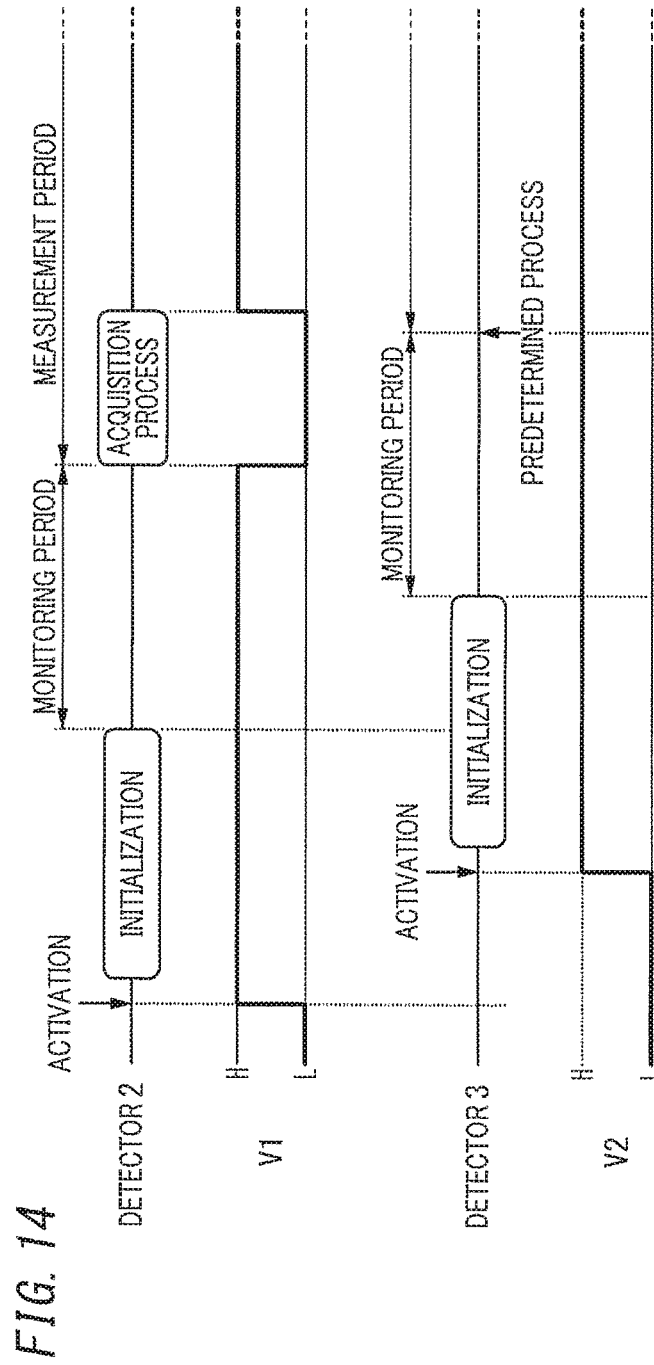 FIG. 14
ACTIVATION
MONITORING PERIOD
MEASUREMENT PERIOD
DETECTOR 2
INITIALIZATION
ACQUISITION
PROCESS
H
V1
L
ACTIVATION
MONITORING PERIOD
DETECTOR 3
INITIALIZATION
PREDETERMINED PROCESS
H
V2
L